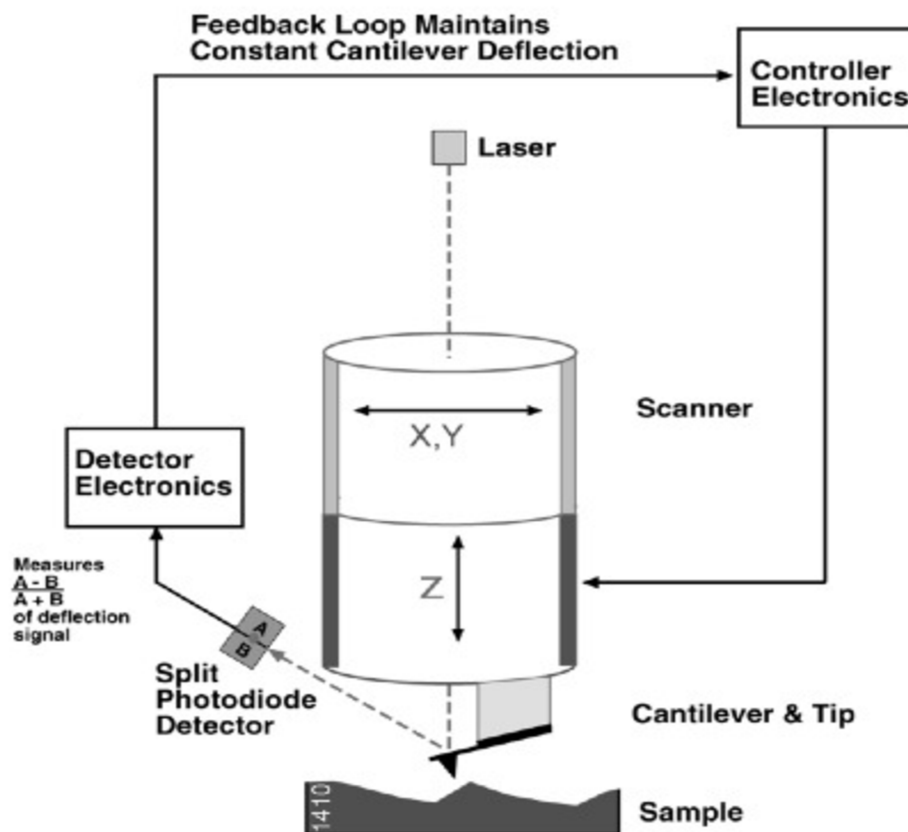 Feedback Loop Maintains
Constant Cantilever Deflection
Controller
Electronics
Laser
Scanner
X,Y
Detector
Electronics
Z
Measures
A - B
A + B
of deflection
signal
A
B
Split
Photodiode
Detector
Cantilever & Tip
1410
Sample